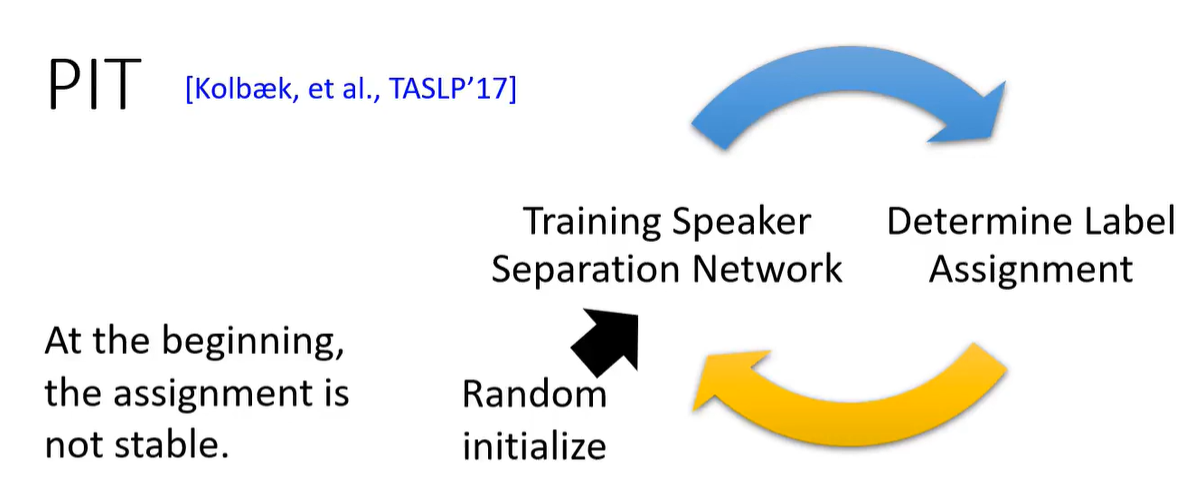 PIT [Kolbæk, et al., TASLP’17]
Training Speaker
Separation Network
Determine Label
Assignment
At the beginning,
the assignment is
not stable.
Random
initialize